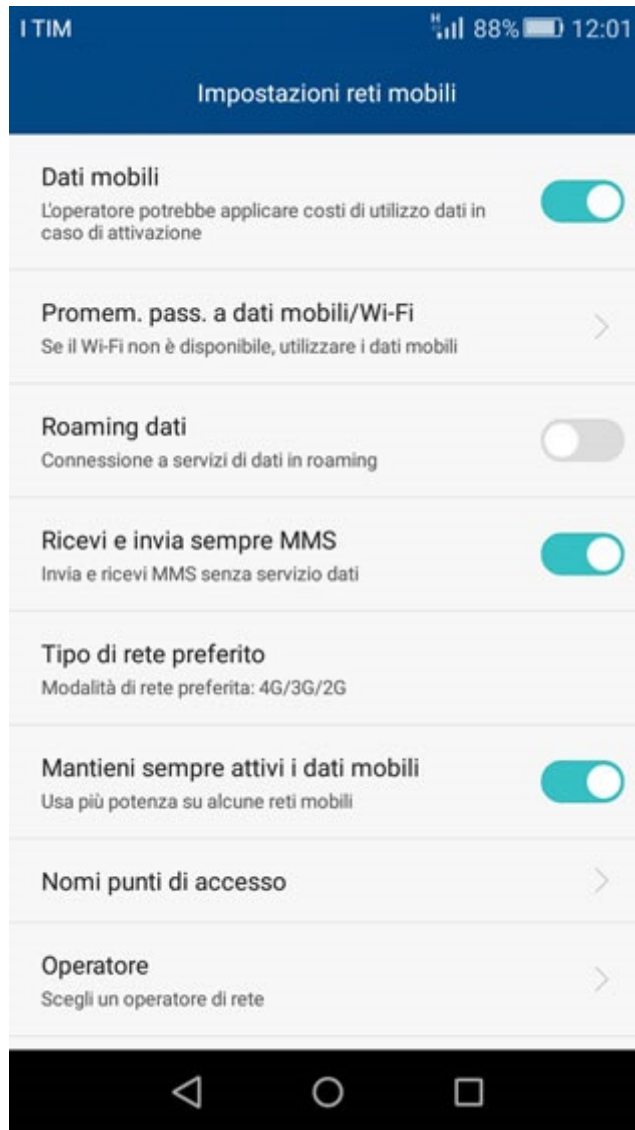 I TIM H 88% 12:01
Impostazioni reti mobili
Dati mobili
L'operatore potrebbe applicare costi di utilizzo dati in
caso di attivazione
Promem. pass. a dati mobili/Wi-Fi
Se il Wi-Fi non è disponibile, utilizzare i dati mobili
Roaming dati
Connessione a servizi di dati in roaming
Ricevi e invia sempre MMS
Invia e ricevi MMS senza servizio dati
Tipo di rete preferito
Modalità di rete preferita: 4G/3G/2G
Mantieni sempre attivi i dati mobili
Usa più potenza su alcune reti mobili
Nomi punti di accesso
Operatore
Scegli un operatore di rete